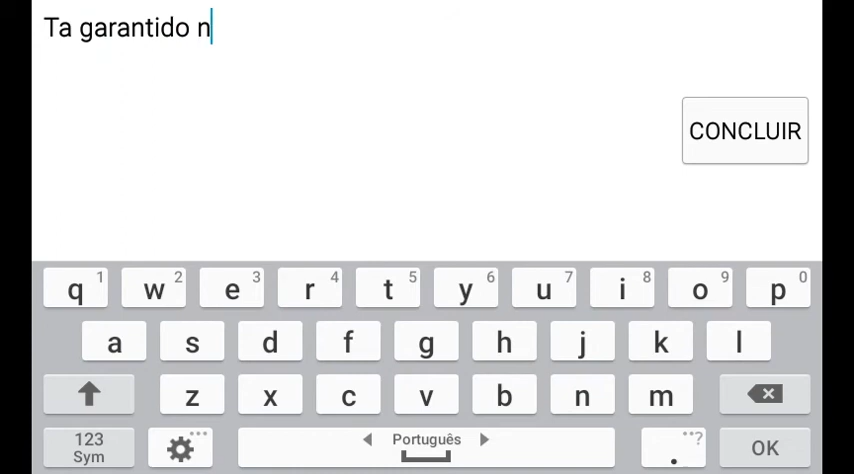 Ta garantido n
CONCLUIR
q 1 w 2 e 3 r 4 t 5 y 6 u 7 i 8 o 9 p 0
a s d f g h j k l
z x c v b n m
123 Sym Português . ? OK